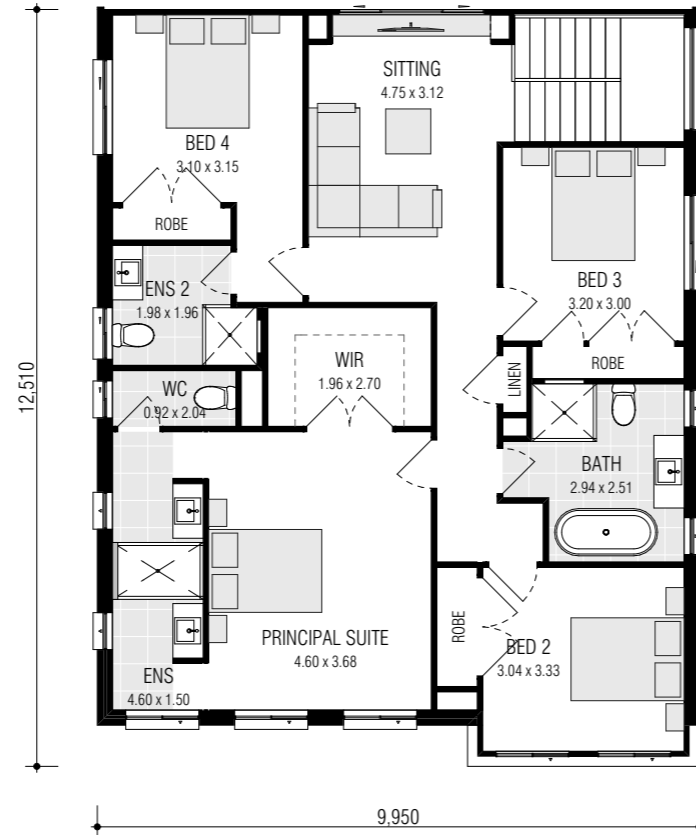 SITTING
4.75 x 3.12
BED 4
3.10 x 3.15
ROBE
BED 3
3.20 x 3.00
ROBE
ENS 2
1.98 x 1.96
WIR
1.96 x 2.70
LINEN
WC
0.92 x 2.04
BATH
2.94 x 2.51
12,510
PRINCIPAL SUITE
4.60 x 3.68
ROBE
BED 2
3.04 x 3.33
ENS
4.60 x 1.50
9,950